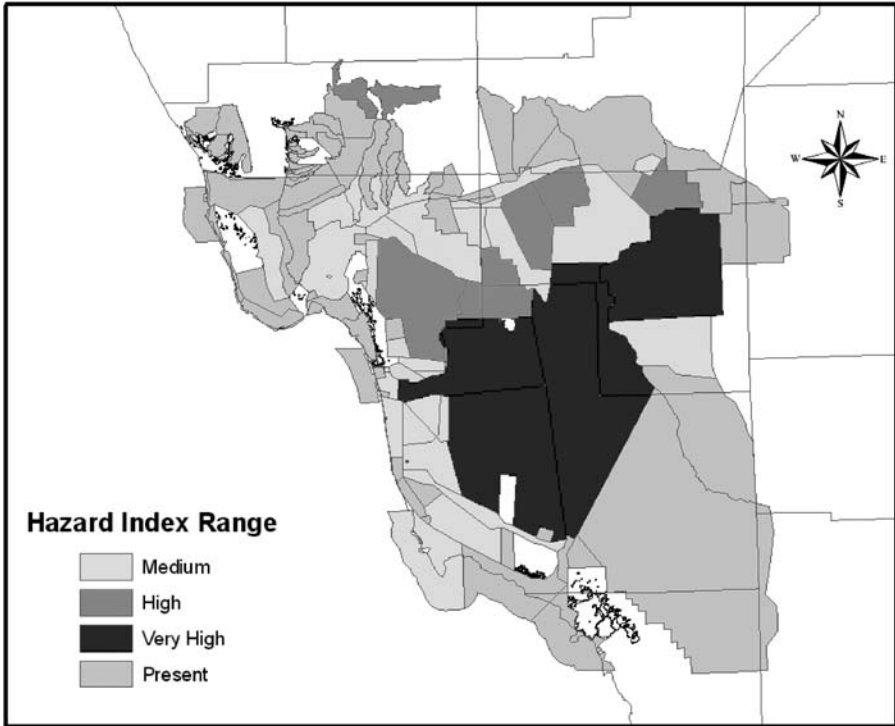 N
W E
S
Hazard Index Range
Medium
High
Very High
Present